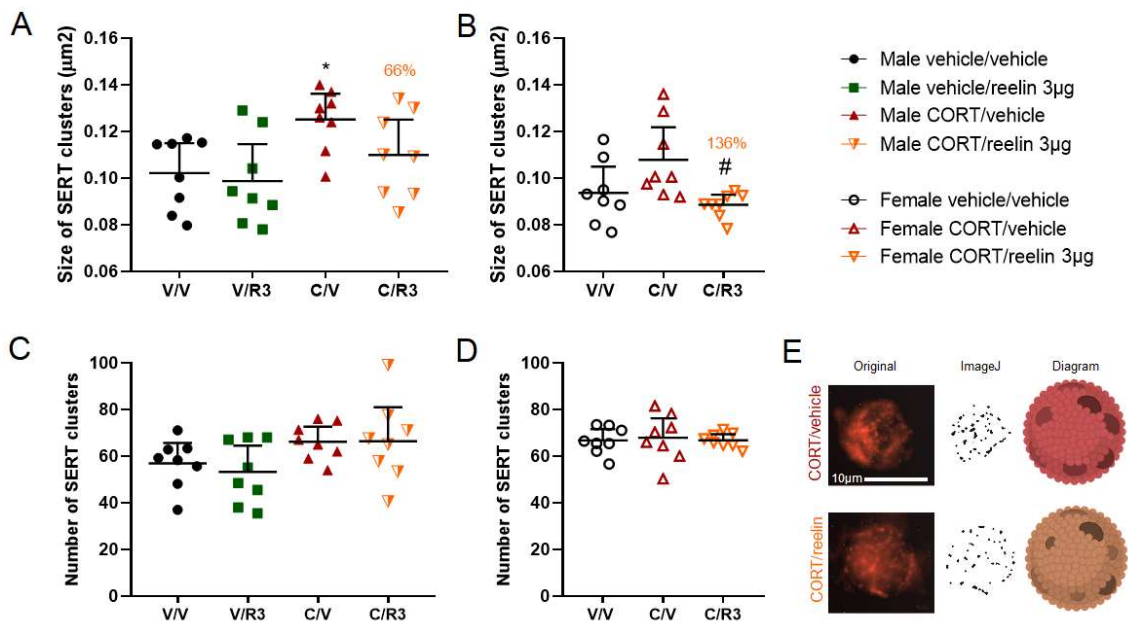 A
Size of SERT clusters (µm2)
0.16
0.14
0.12
0.10
0.08
0.06
*
66%
V/V V/R3 C/V C/R3
B
Size of SERT clusters (µm2)
0.16
0.14
0.12
0.10
0.08
0.06
136%
#
V/V C/V C/R3
Male vehicle/vehicle
Male vehicle/reelin 3µg
Male CORT/vehicle
Male CORT/reelin 3µg
Female vehicle/vehicle
Female CORT/vehicle
Female CORT/reelin 3µg
C
Number of SERT clusters
100
80
60
40
20
0
V/V V/R3 C/V C/R3
D
Number of SERT clusters
100
80
60
40
20
0
V/V C/V C/R3
E
Original ImageJ Diagram
CORT/vehicle
10µm
CORT/reelin